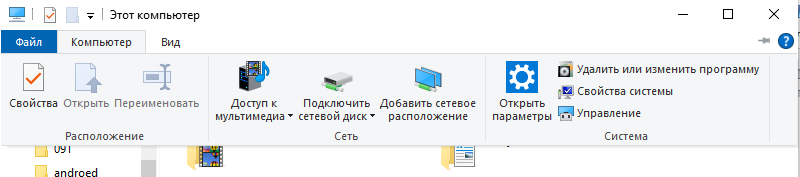 Этот компьютер
Файл Компьютер Вид
Свойства Открыть Переименовать
Расположение
Доступ к мультимедиа
Подключить сетевой диск
Добавить сетевое расположение
Сеть
Открыть параметры
Удалить или изменить программу
Свойства системы
Управление
Система
091
androed